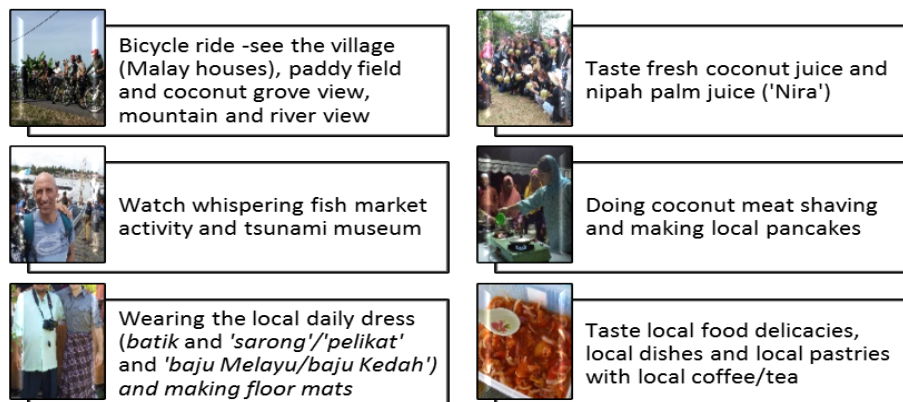 Bicycle ride -see the village
(Malay houses), paddy field
and coconut grove view,
mountain and river view
Taste fresh coconut juice and
nipah palm juice ('Nira')
Watch whispering fish market
activity and tsunami museum
Doing coconut meat shaving
and making local pancakes
Wearing the local daily dress
(batik and 'sarong'/'pelikat'
and 'baju Melayu/baju Kedah')
and making floor mats
Taste local food delicacies,
local dishes and local pastries
with local coffee/tea